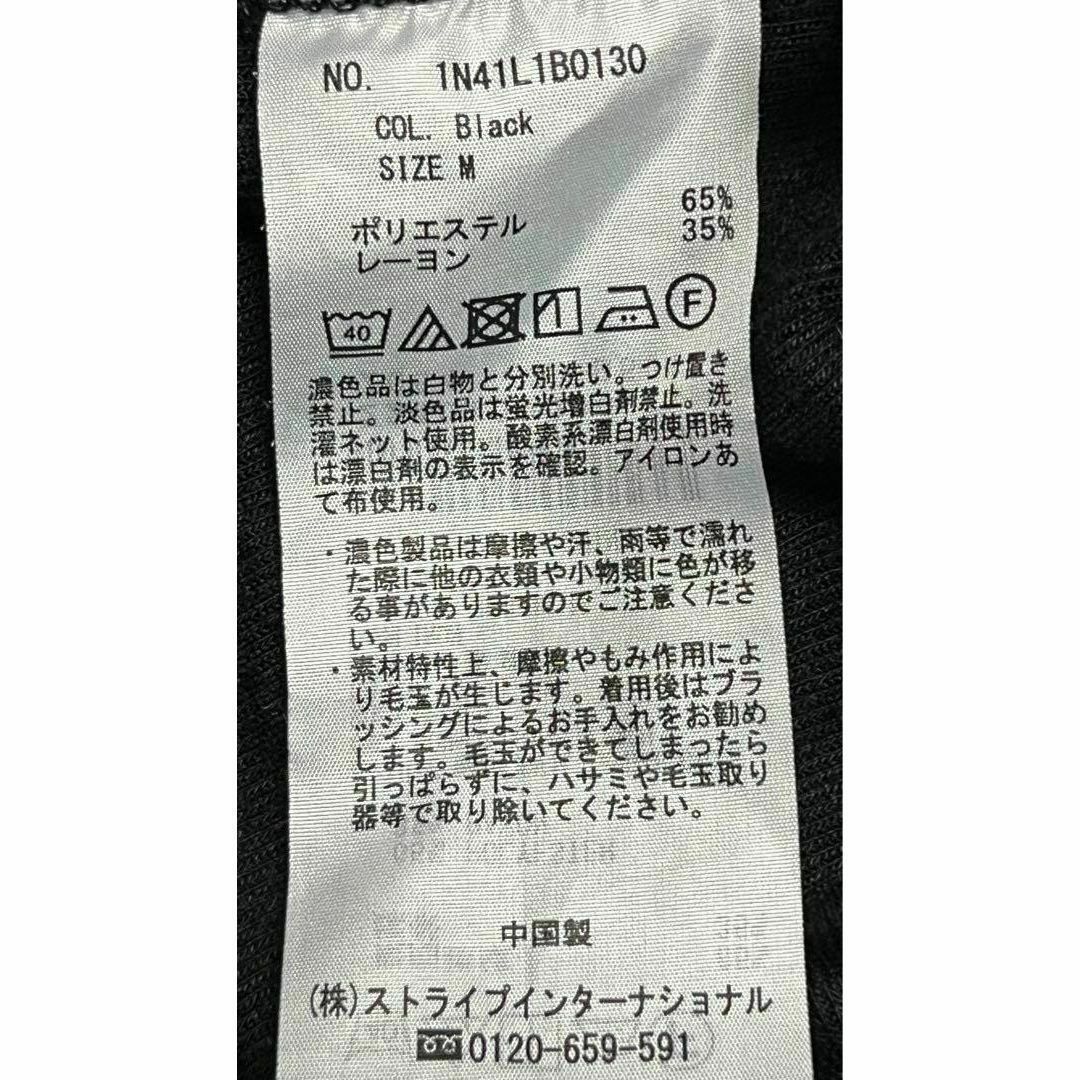 NO. 1N41L1B0130
COL. Black
SIZE M
ポリエステル 65%
レーヨン 35%
40 F
濃色品は白物と分別洗い。つけ置き
禁止。淡色品は蛍光増白剤禁止。洗
濯ネット使用。酸素系漂白剤使用時
は漂白剤の表示を確認。アイロンあ
て布使用。
・濃色製品は摩擦や汗、雨等で濡れ
た際に他の衣類や小物類に色が移
る事がありますのでご注意くださ
い。
・素材特性上、摩擦やもみ作用によ
り毛玉が生じます。着用後はブラ
ッシングによるお手入れをお勧め
します。毛玉ができてしまったら
引っぱらずに、ハサミや毛玉取り
器等で取り除いてください。
中国製
(株)ストライプインターナショナル
0120-659-591